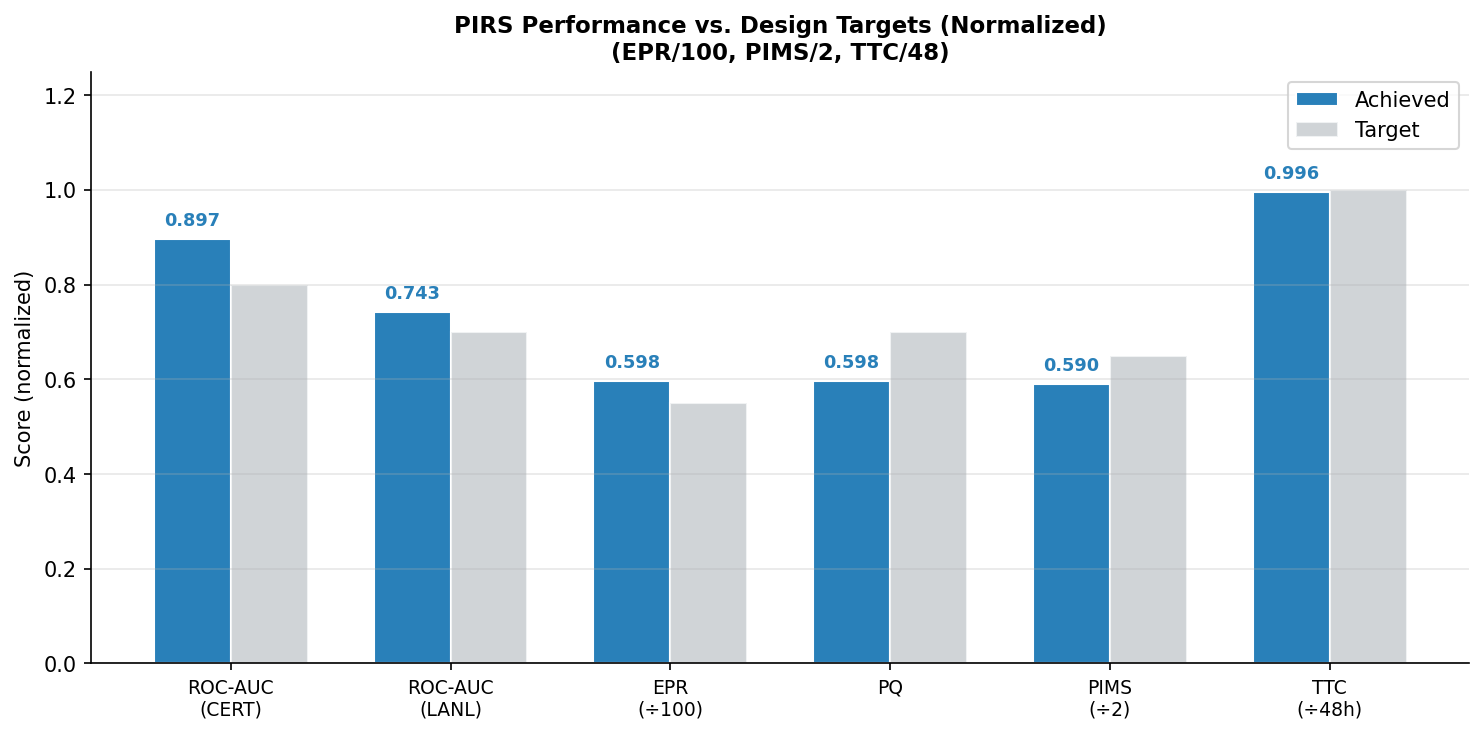 PIRS Performance vs. Design Targets (Normalized)
(EPR/100, PIMS/2, TTC/48)
Achieved
Target
Score (normalized)
1.2
1.0
0.8
0.6
0.4
0.2
0.0
0.897
0.743
0.598
0.598
0.590
0.996
ROC-AUC
(CERT)
ROC-AUC
(LANL)
EPR
(÷100)
PQ
PIMS
(÷2)
TTC
(÷48h)